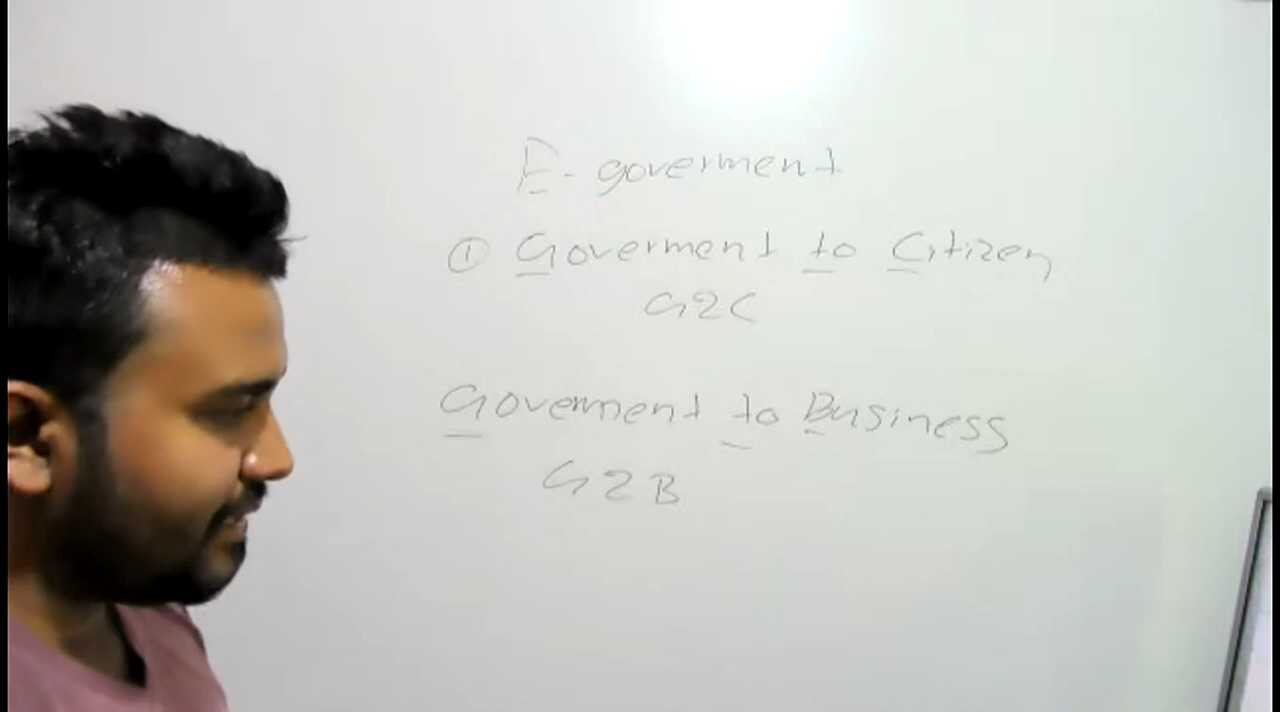 E-goverment
① Goverment to Citizen
G2C
Goverment to Business
G2B